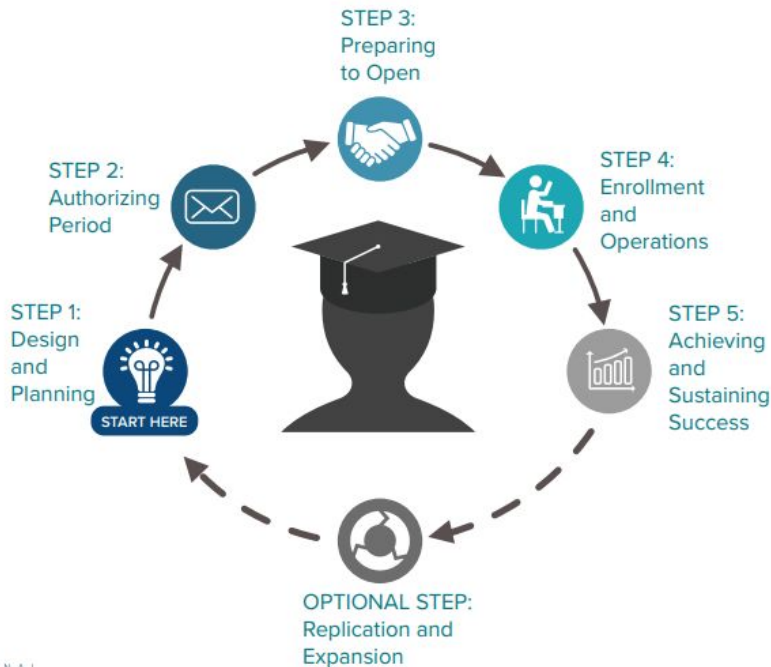 STEP 3:
Preparing
to Open
STEP 2:
Authorizing
Period
STEP 4:
Enrollment
and
Operations
STEP 1:
Design
and
Planning
START HERE
STEP 5:
Achieving
and
Sustaining
Success
OPTIONAL STEP:
Replication and
Expansion